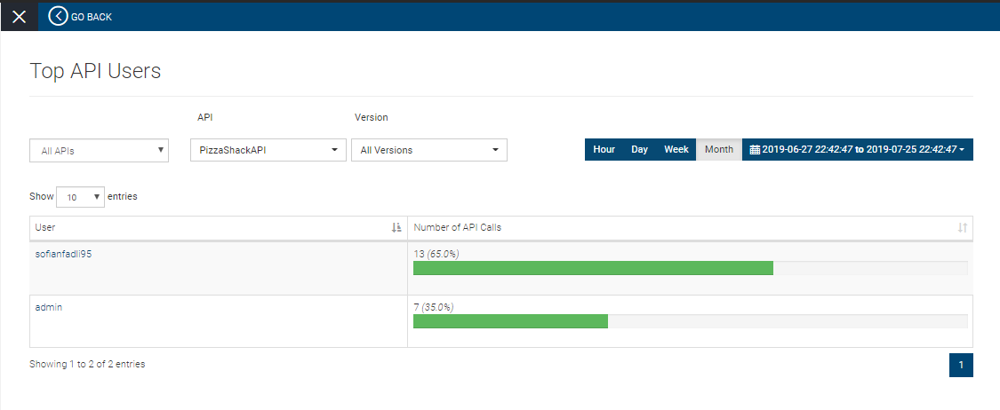 GO BACK
Top API Users
API Version
All APIs PizzaShackAPI All Versions Hour Day Week Month 2019-06-27 22:42:47 to 2019-07-25 22:42:47
Show 10 entries
User Number of API Calls
sofianfadli95 13 (65.0%)
admin 7 (35.0%)
Showing 1 to 2 of 2 entries 1